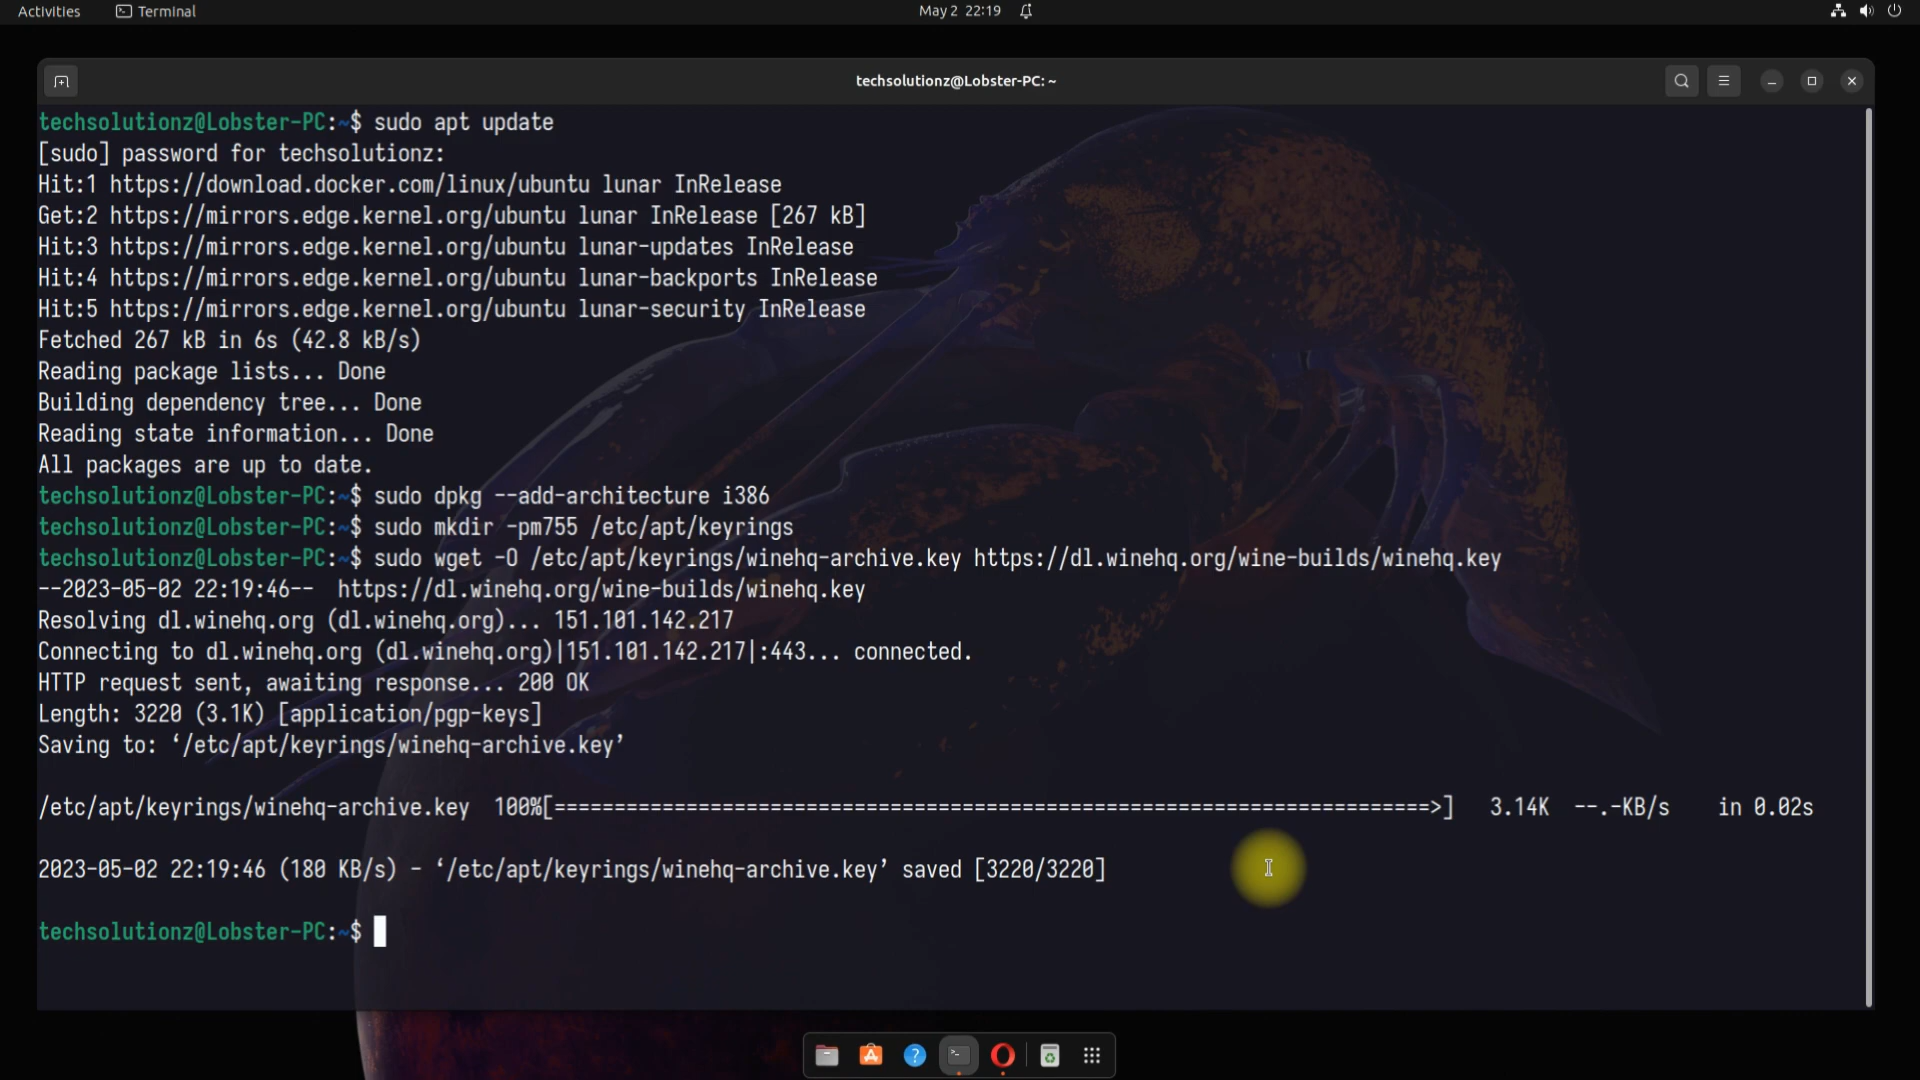 Activities Terminal May 2 22:19
techsolutionz@Lobster-PC: ~
techsolutionz@Lobster-PC:~$ sudo apt update
[sudo] password for techsolutionz:
Hit:1 https://download.docker.com/linux/ubuntu lunar InRelease
Get:2 https://mirrors.edge.kernel.org/ubuntu lunar InRelease [267 kB]
Hit:3 https://mirrors.edge.kernel.org/ubuntu lunar-updates InRelease
Hit:4 https://mirrors.edge.kernel.org/ubuntu lunar-backports InRelease
Hit:5 https://mirrors.edge.kernel.org/ubuntu lunar-security InRelease
Fetched 267 kB in 6s (42.8 kB/s)
Reading package lists... Done
Building dependency tree... Done
Reading state information... Done
All packages are up to date.
techsolutionz@Lobster-PC:~$ sudo dpkg --add-architecture i386
techsolutionz@Lobster-PC:~$ sudo mkdir -pm755 /etc/apt/keyrings
techsolutionz@Lobster-PC:~$ sudo wget -O /etc/apt/keyrings/winehq-archive.key https://dl.winehq.org/wine-builds/winehq.key
--2023-05-02 22:19:46--  https://dl.winehq.org/wine-builds/winehq.key
Resolving dl.winehq.org (dl.winehq.org)... 151.101.142.217
Connecting to dl.winehq.org (dl.winehq.org)|151.101.142.217|:443... connected.
HTTP request sent, awaiting response... 200 OK
Length: 3220 (3.1K) [application/pgp-keys]
Saving to: ‘/etc/apt/keyrings/winehq-archive.key’
/etc/apt/keyrings/winehq-archive.key  100%[=========================================================================>]   3.14K  --.-KB/s    in 0.02s
2023-05-02 22:19:46 (180 KB/s) - ‘/etc/apt/keyrings/winehq-archive.key’ saved [3220/3220]
techsolutionz@Lobster-PC:~$